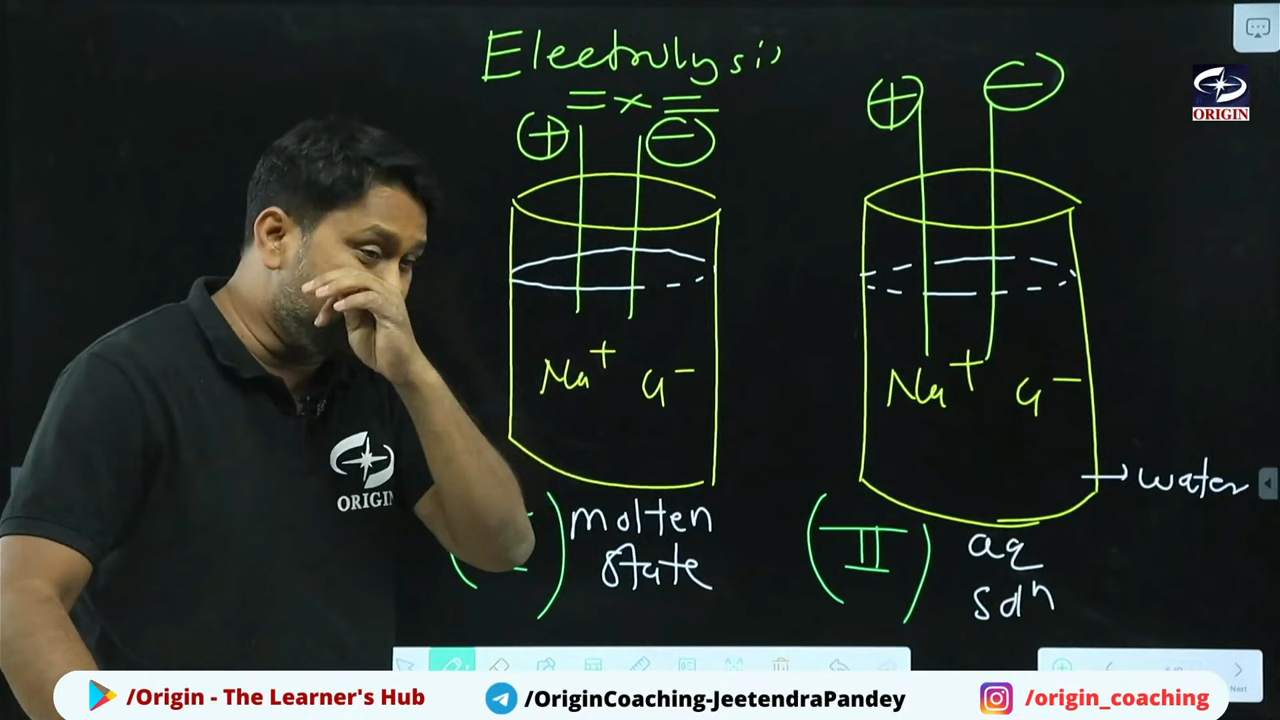 Electrolysis
ORIGIN
+ −
+ −
Na+ Cl−
Na+ Cl−
→ water
ORIGIN
molten
state
(II)
aq
soln
Next
/Origin - The Learner's Hub
/OriginCoaching-JeetendraPandey
/origin_coaching